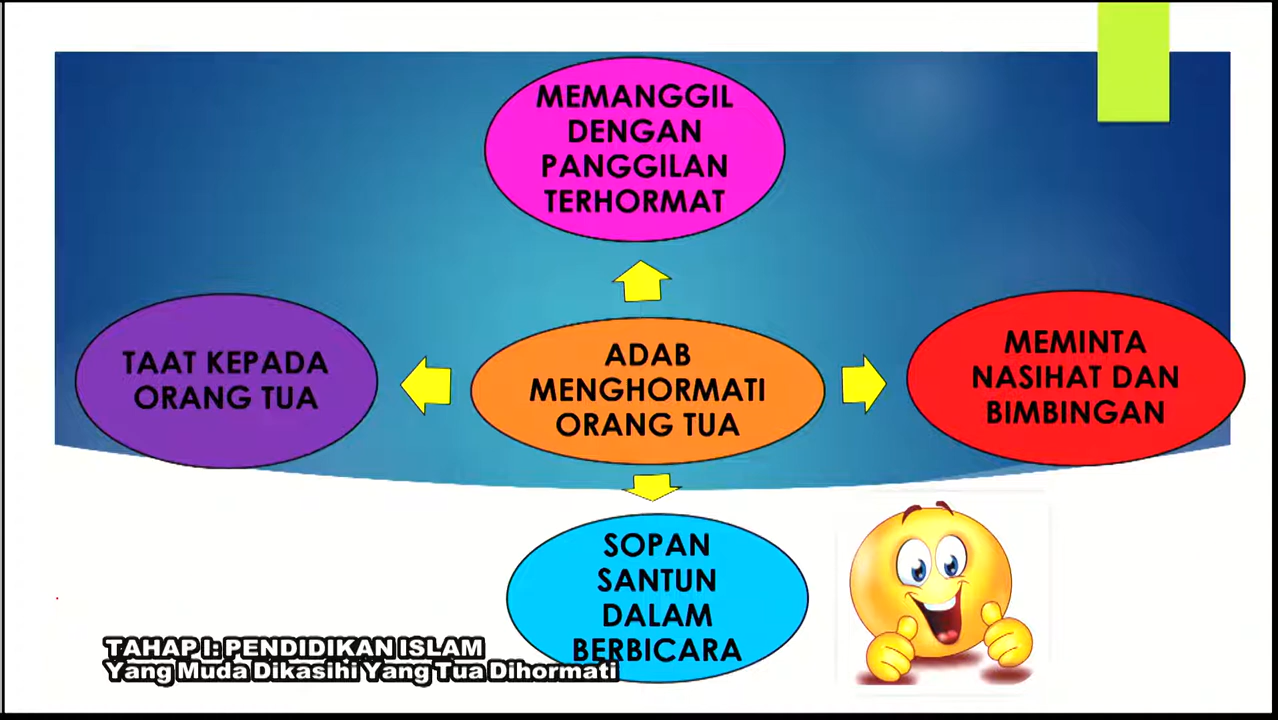 MEMANGGIL
DENGAN
PANGGILAN
TERHORMAT
TAAT KEPADA
ORANG TUA
ADAB
MENGHORMATI
ORANG TUA
MEMINTA
NASIHAT DAN
BIMBINGAN
SOPAN
SANTUN
DALAM
BERBICARA
TAHAP I: PENDIDIKAN ISLAM
Yang Muda Dikasihi Yang Tua Dihormati